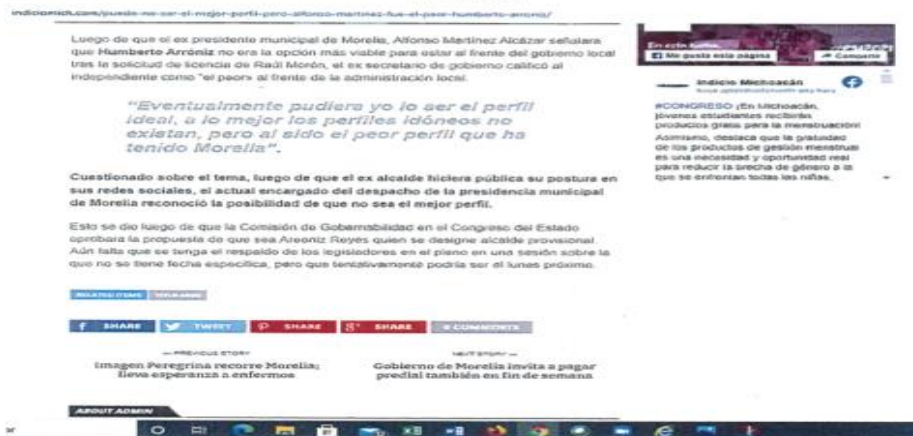 indiciomich.com/puede-no-ser-el-mejor-perfil-pero-alfonso-martinez-fue-el-peor-humberto-arroniz/
Luego de que el ex presidente municipal de Morelia, Alfonso Martínez Alcázar señalara
que Humberto Arróniz no era la opción más viable para estar al frente del gobierno local
tras la solicitud de licencia de Raúl Morón, el ex secretario de gobierno calificó al
independiente como "el peor» al frente de la administración local.
"Eventualmente pudiera yo lo ser el perfil
ideal, a lo mejor los perfiles idóneos no
existan, pero al sido el peor perfil que ha
tenido Morelia".
Cuestionado sobre el tema, luego de que el ex alcalde hiciera pública su postura en
sus redes sociales, el actual encargado del despacho de la presidencia municipal
de Morelia reconoció la posibilidad de que no sea el mejor perfil.
Esto se dio luego de que la Comisión de Gobernabilidad en el Congreso del Estado
aprobara la propuesta de que sea Areoniz Reyes quien se designe alcalde provisional.
Aún falta que se tenga el respaldo de los legisladores en el pleno en una sesión sobre la
que no se tiene fecha específica, pero que tentativamente podría ser el lunes próximo.
RELATED ITEMS
SHARE TWEET SHARE SHARE 0 COMMENTS
— PREVIOUS STORY
Imagen Peregrina recorre Morelia;
lleva esperanza a enfermos
NEXT STORY —
Gobierno de Morelia invita a pagar
predial también en fin de semana
ABOUT ADMIN
Me gusta esta página Compartir
Indicio Michoacán
#CONGRESO ¡En Michoacán,
jóvenes estudiantes recibirán
productos gratis para la menstruación!
Asimismo, destaca que la gratuidad
de los productos de gestión menstrual
es una necesidad y oportunidad real
para reducir la brecha de género a la
que se enfrentan todas las niñas.